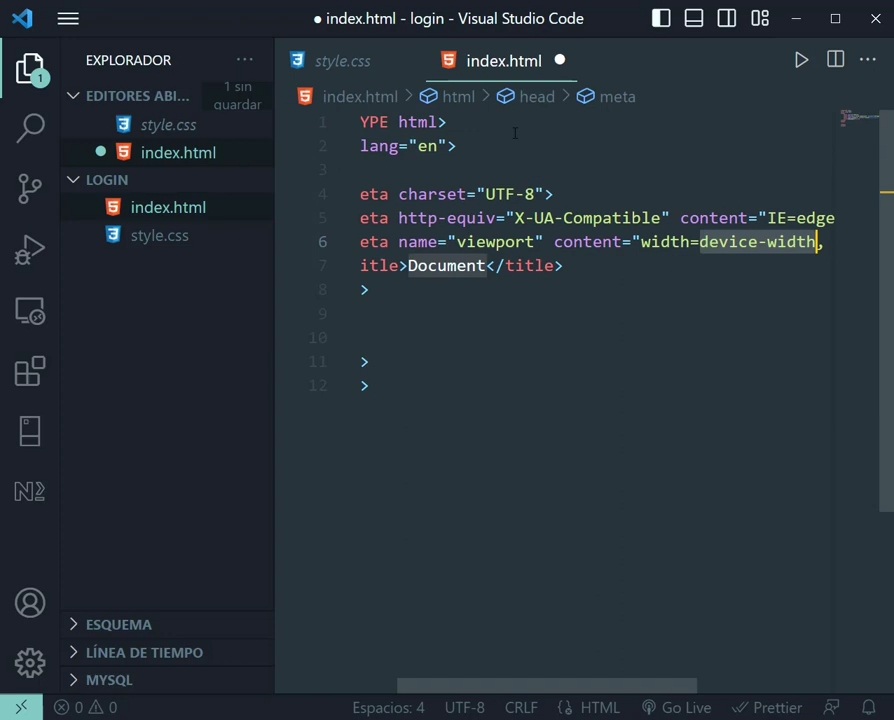 ● index.html - login - Visual Studio Code
EXPLORADOR ···
1
EDITORES ABI... 1 sin guardar
style.css
index.html
LOGIN
index.html
style.css
ESQUEMA
LÍNEA DE TIEMPO
MYSQL
style.css index.html
index.html > html > head > meta
1 YPE html>
2 lang="en">
3
4 eta charset="UTF-8">
5 eta http-equiv="X-UA-Compatible" content="IE=edge
6 eta name="viewport" content="width=device-width,
7 itle>Document</title>
8 >
9
10
11 >
12 >
0 0 Espacios: 4 UTF-8 CRLF HTML Go Live Prettier